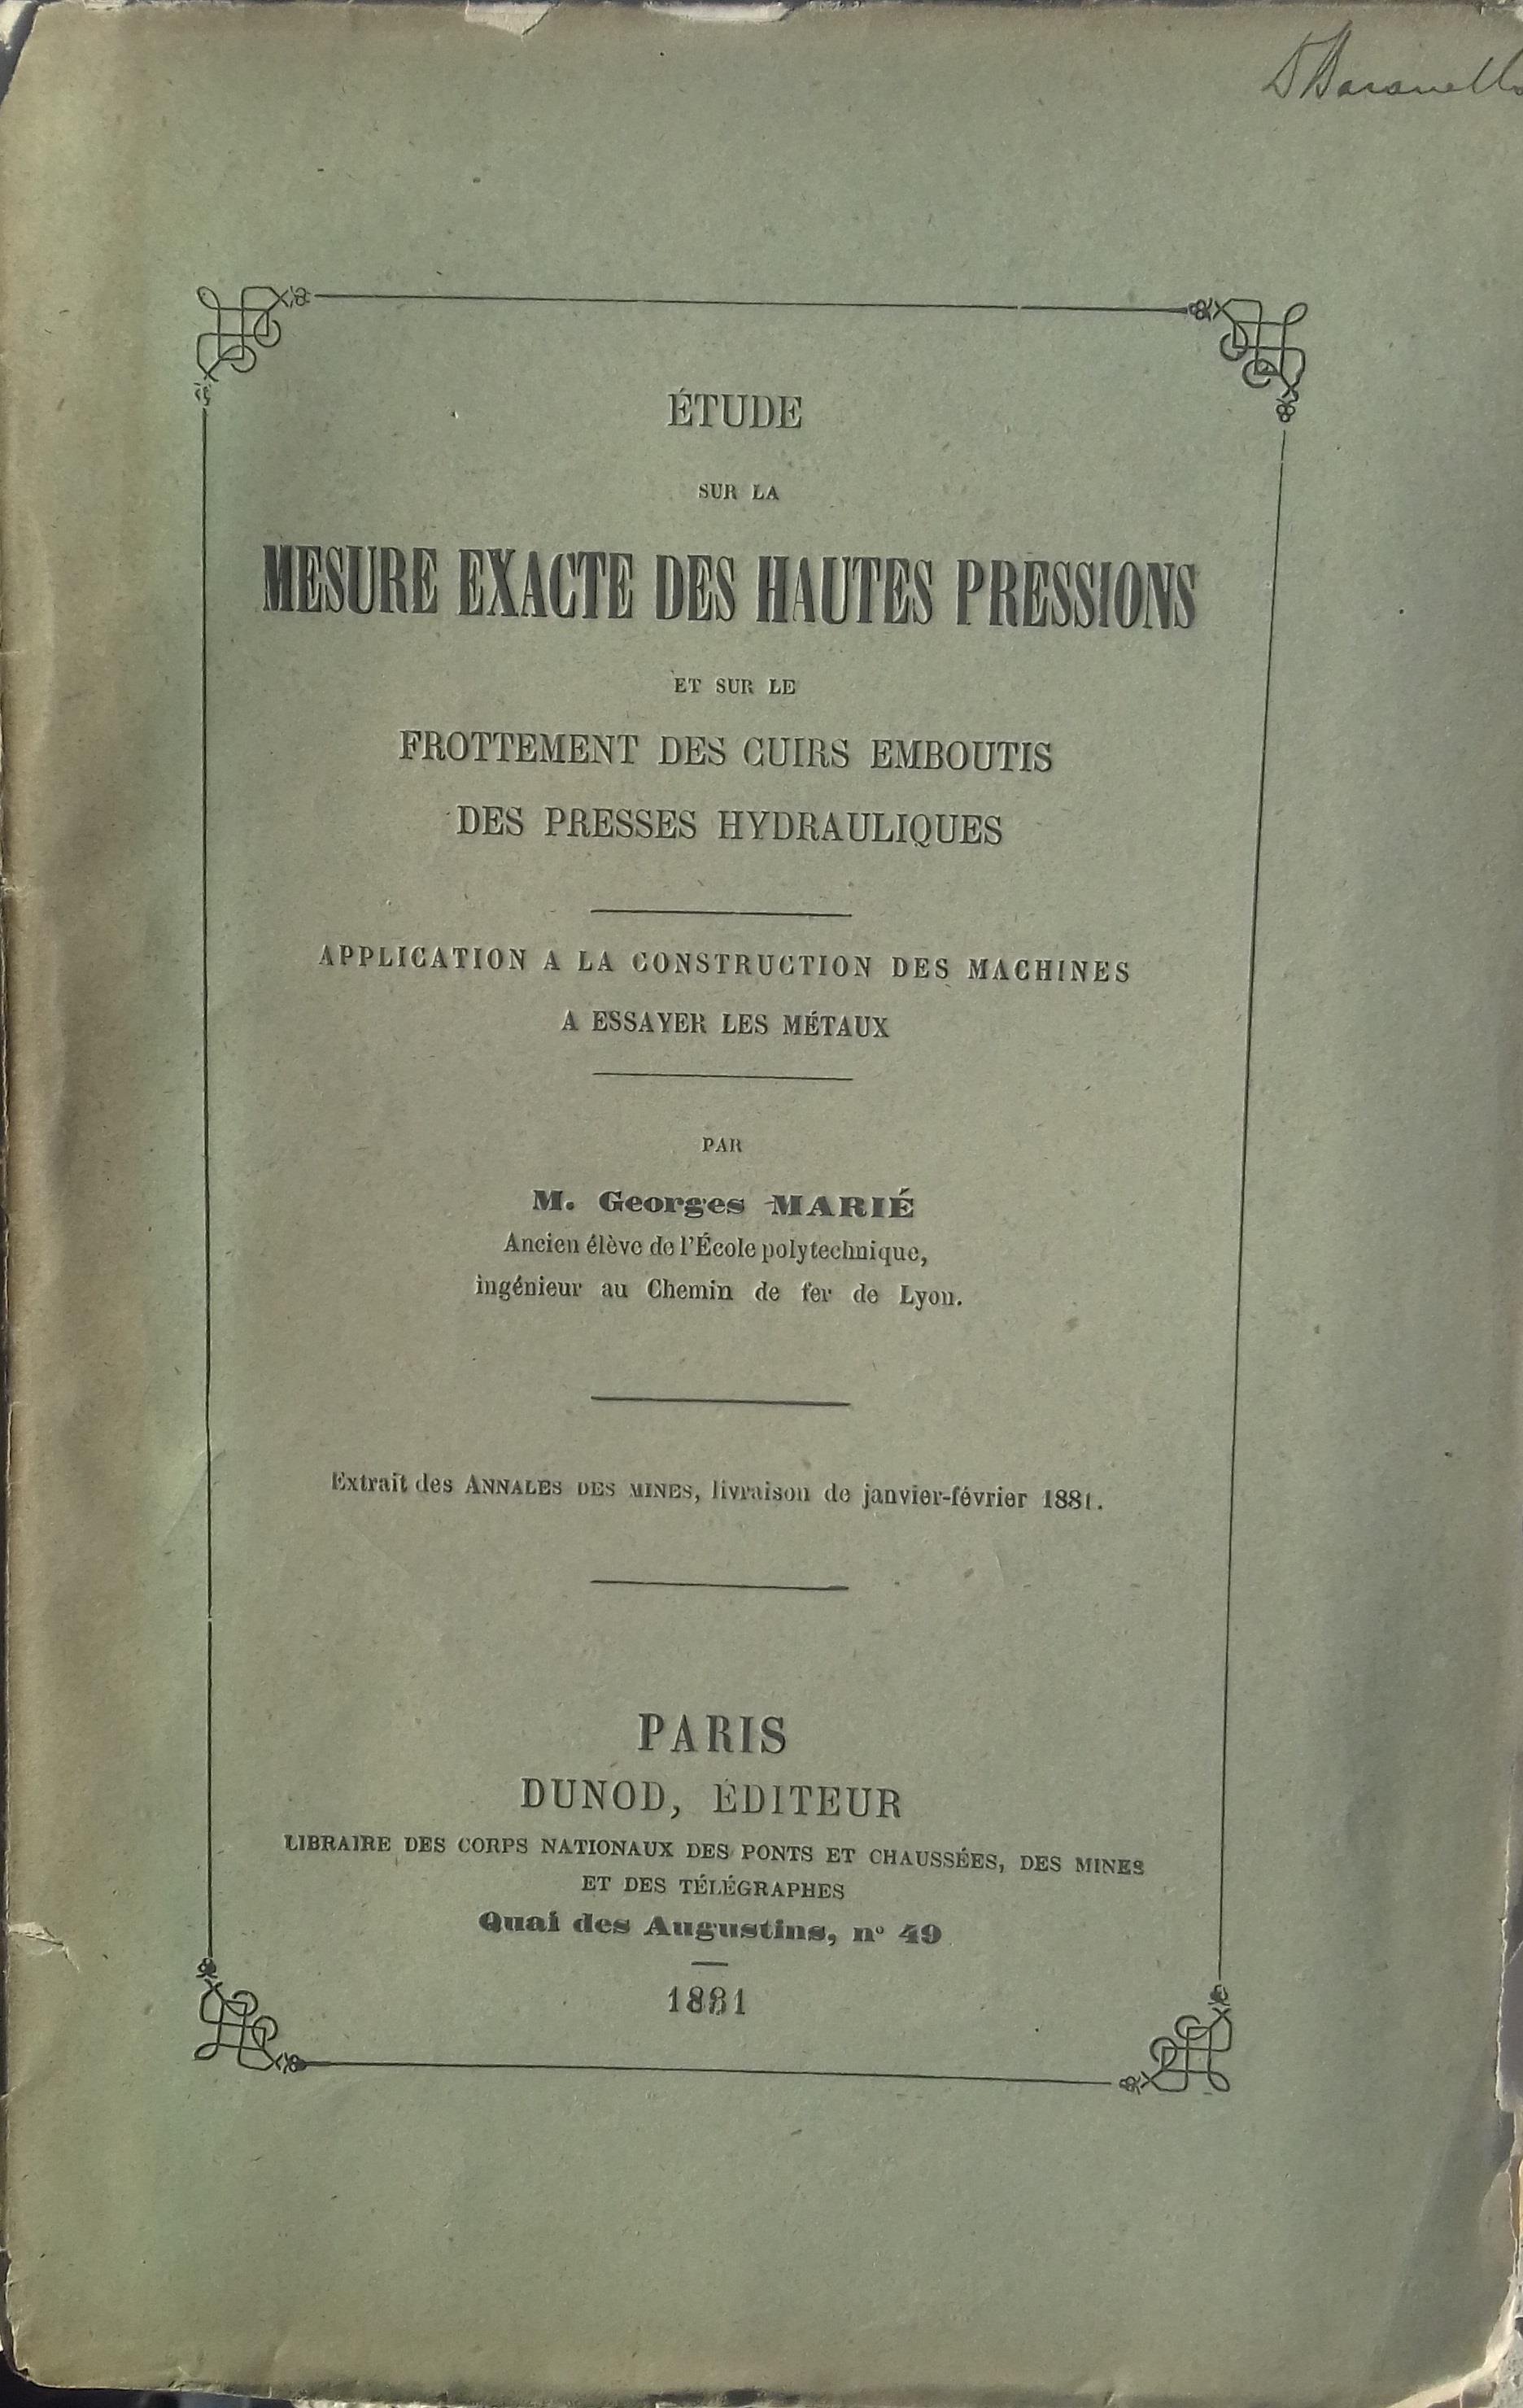 ÉTUDE
SUR LA
MESURE EXACTE DES HAUTES PRESSIONS
ET SUR LE
FROTTEMENT DES CUIRS EMBOUTIS
DES PRESSES HYDRAULIQUES
APPLICATION A LA CONSTRUCTION DES MACHINES
A ESSAYER LES MÉTAUX
PAR
M. Georges MARIÉ
Ancien élève de l'École polytechnique,
ingénieur au Chemin de fer de Lyon.
Extrait des ANNALES DES MINES, livraison de janvier-février 1881.
PARIS
DUNOD, ÉDITEUR
LIBRAIRE DES CORPS NATIONAUX DES PONTS ET CHAUSSÉES, DES MINES
ET DES TÉLÉGRAPHES
Quai des Augustins, n° 49
1881